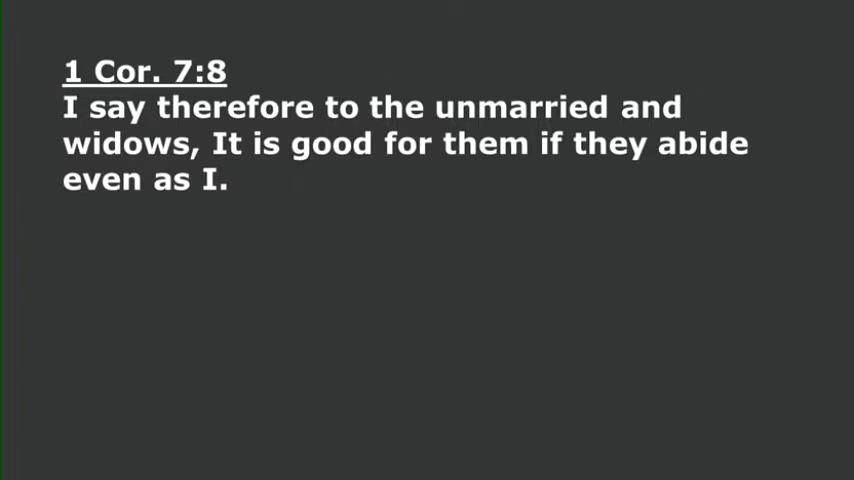 1 Cor. 7:8
I say therefore to the unmarried and
widows, It is good for them if they abide
even as I.